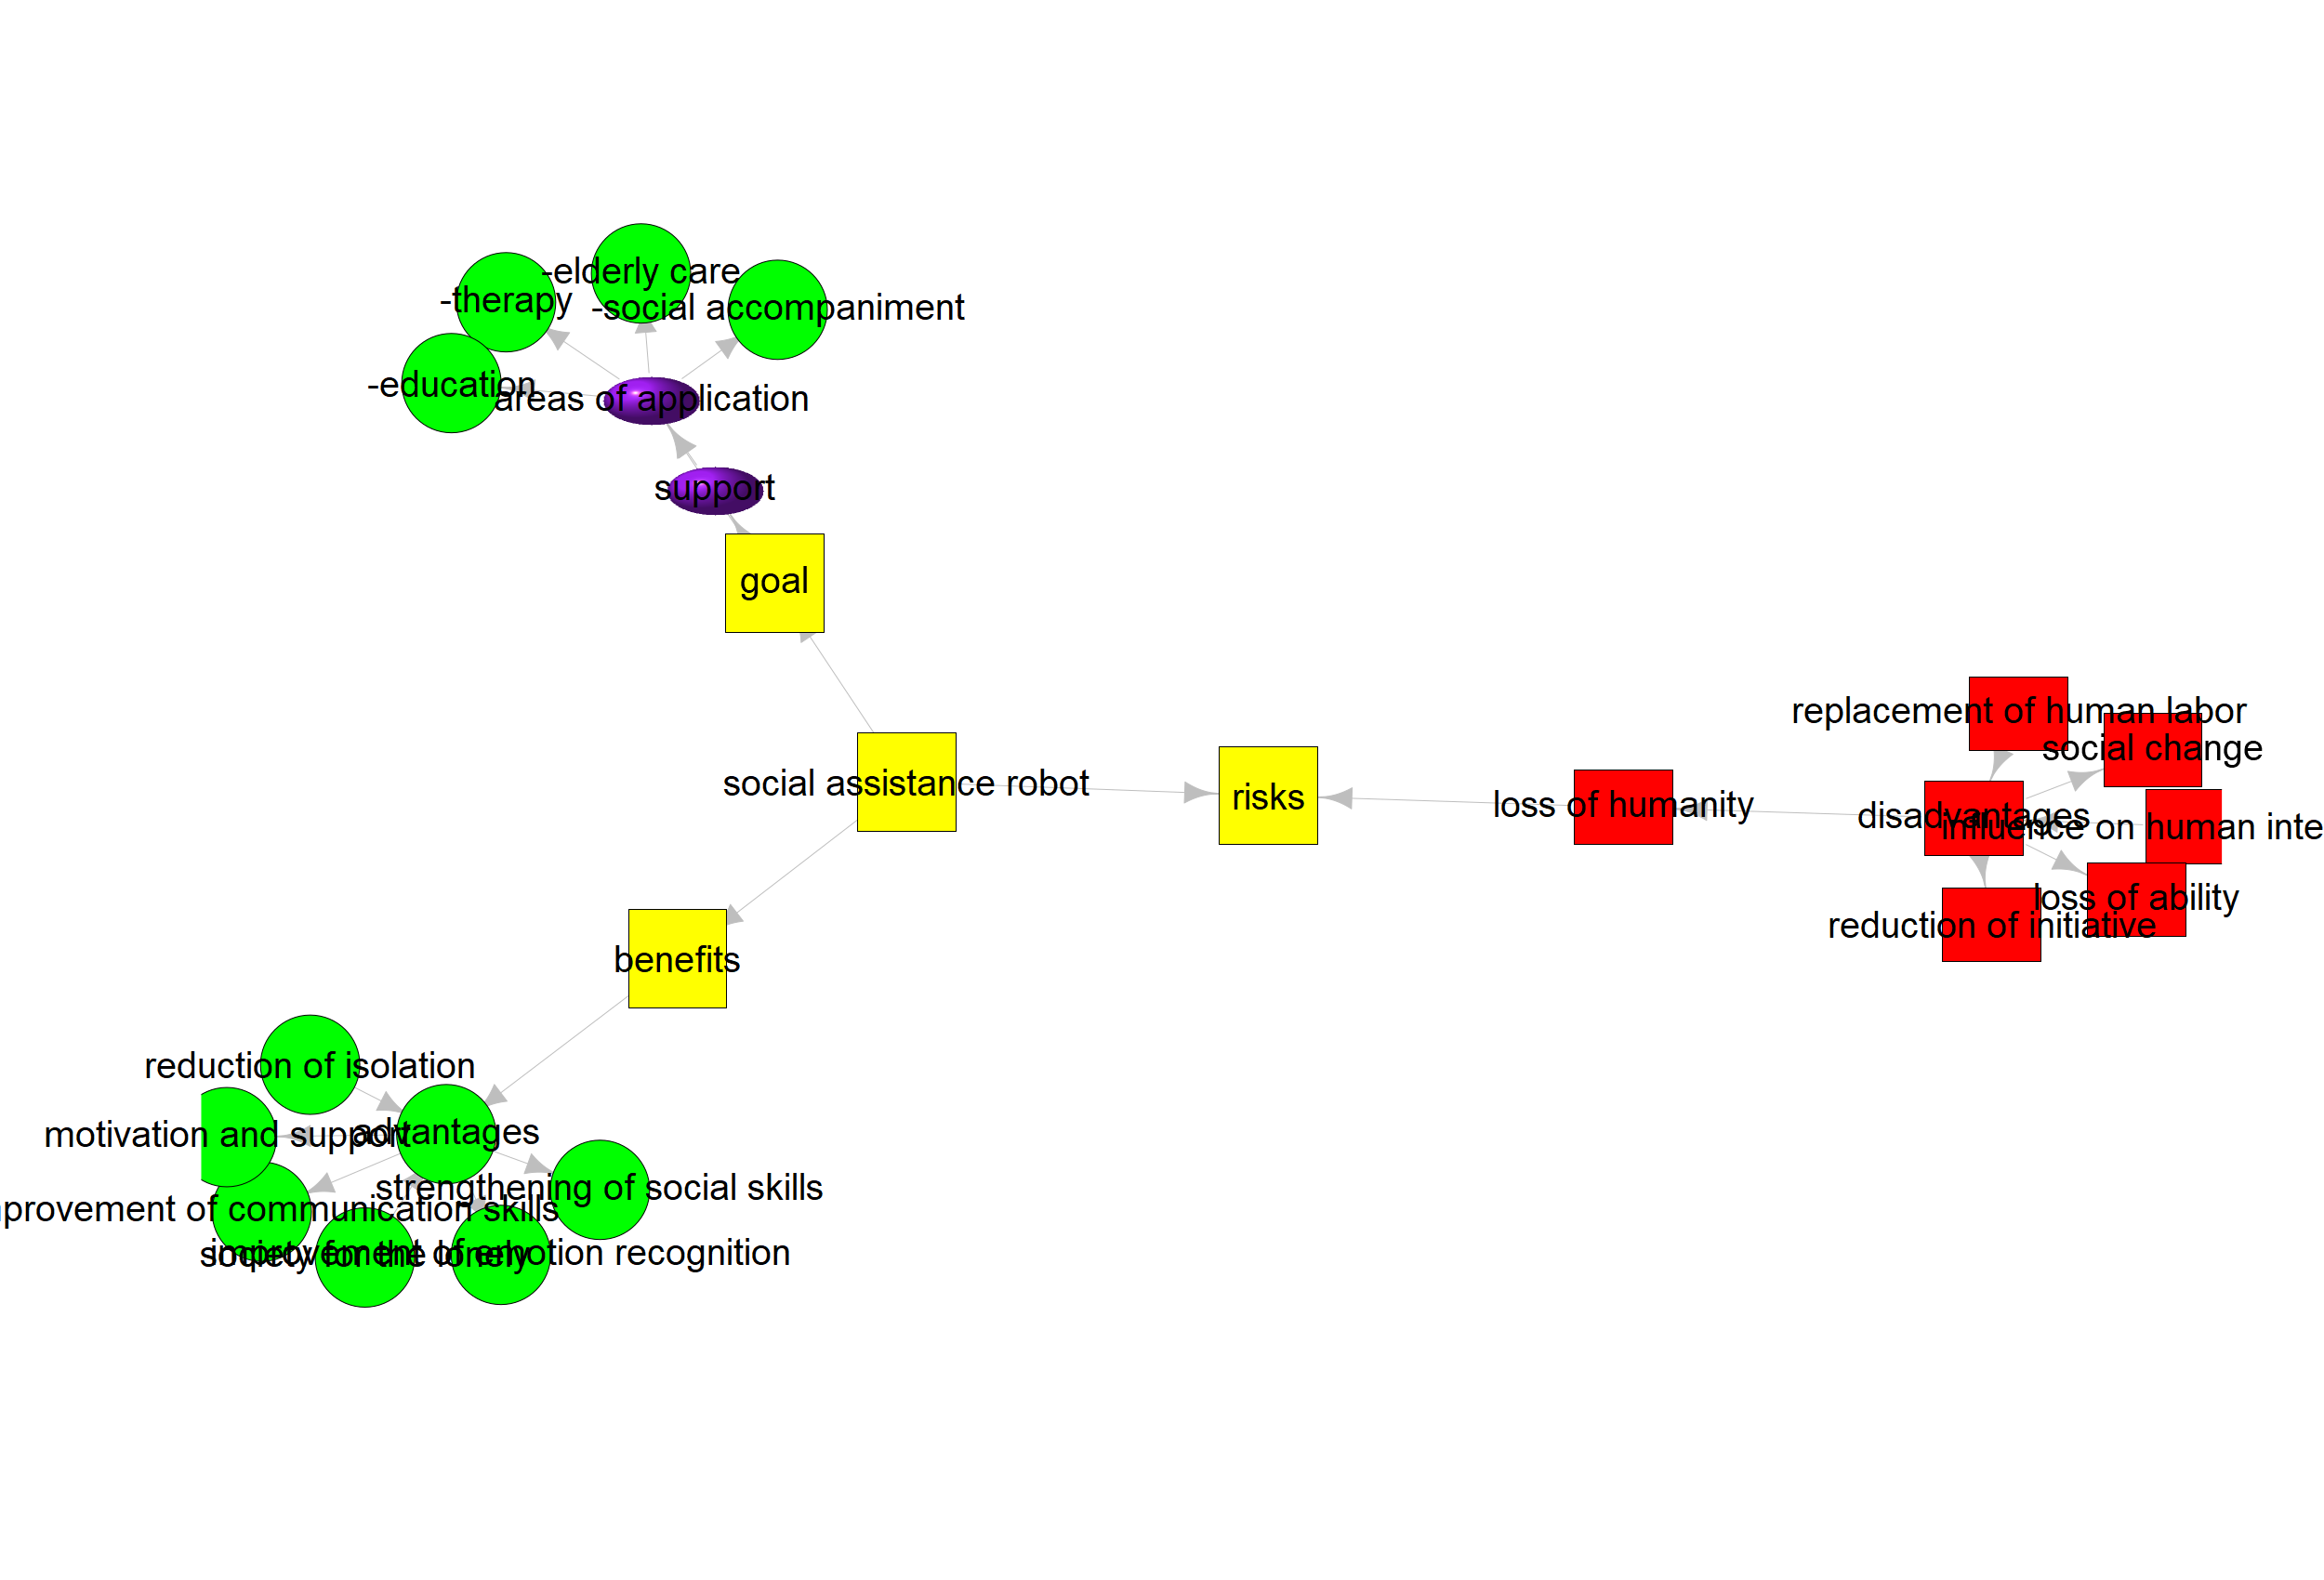 -elderly care
-therapy
-social accompaniment
-education
areas of application
support
goal
social assistance robot
risks
loss of humanity
replacement of human labor
social change
disadvantages
influence on human inte
loss of ability
reduction of initiative
benefits
reduction of isolation
motivation and support
advantages
strengthening of social skills
provement of communication skills
society for the lonely
improvement of emotion recognition